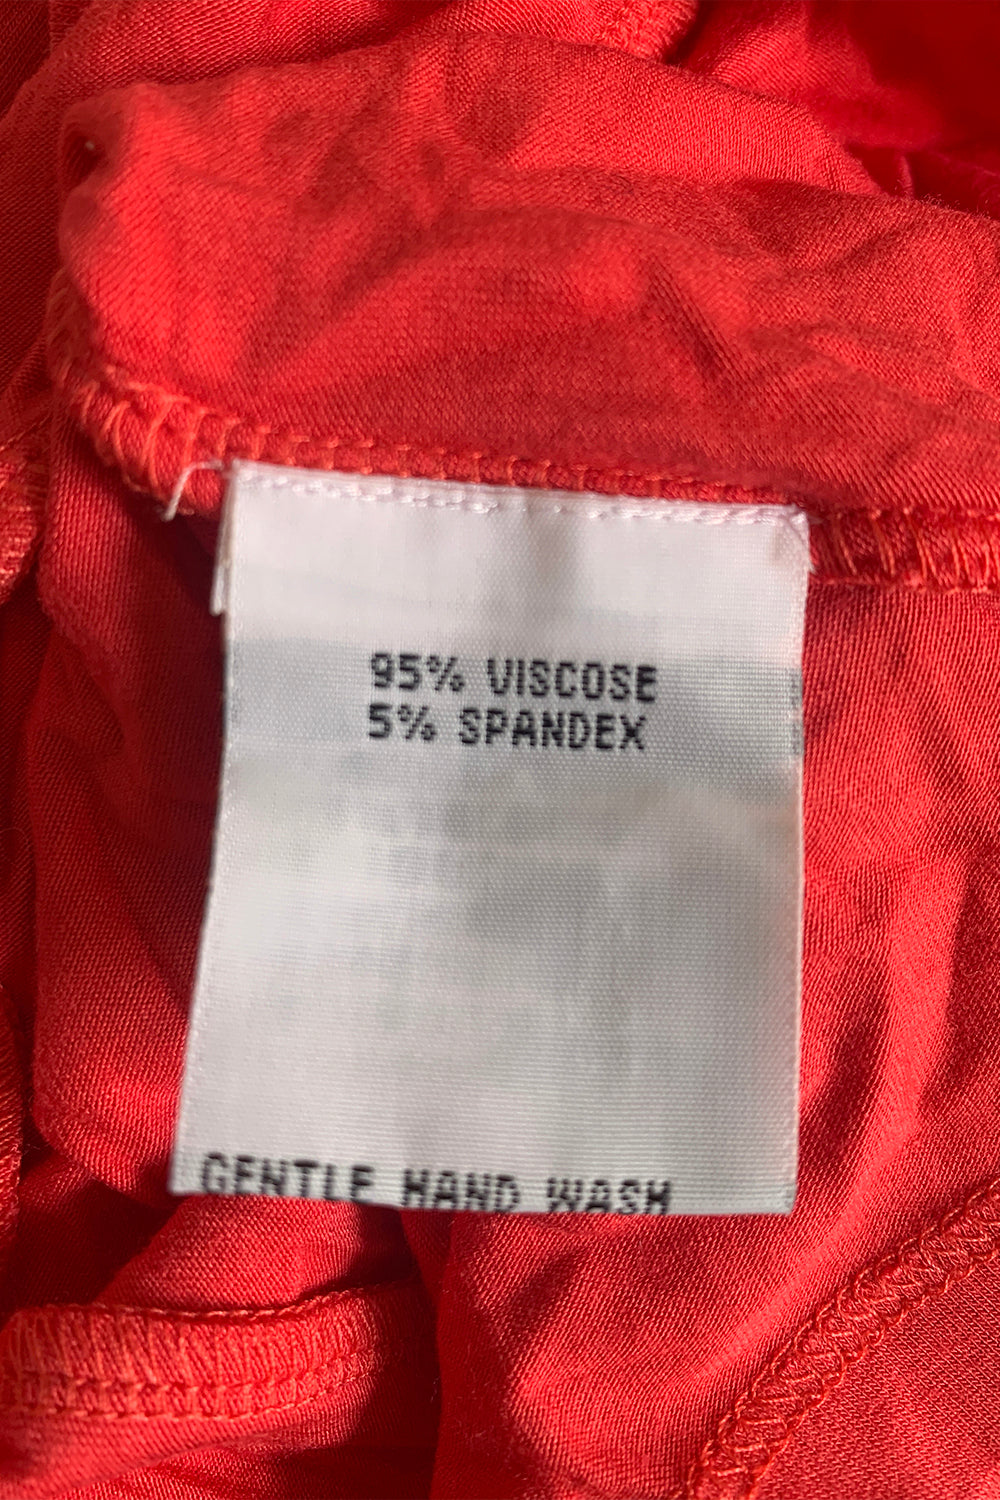 95% VISCOSE
5% SPANDEX
GENTLE HAND WASH